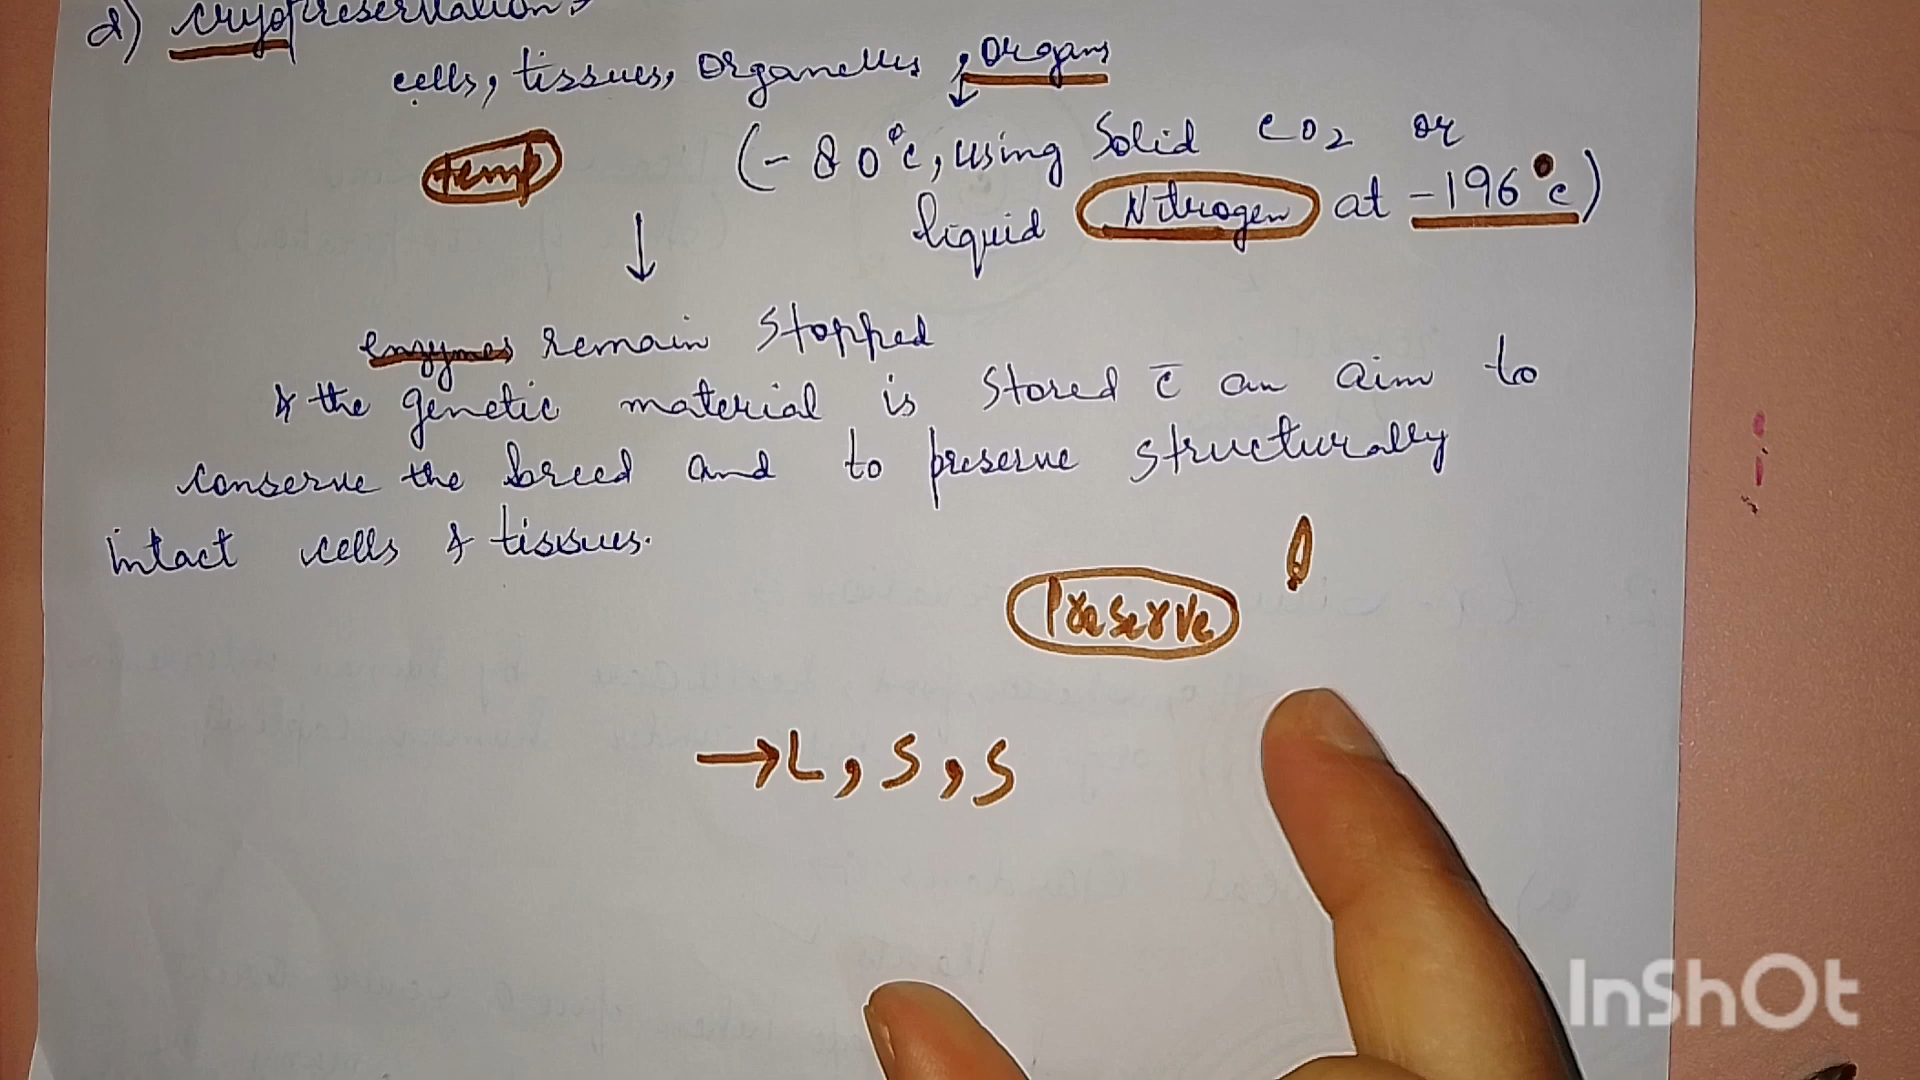 d) cryopreservation>
cells, tissues, organelles, organs
temp
(-80°c, using Solid CO2 or
liquid Nitrogen at -196°c)
enzymes remain stopped
& the genetic material is stored c̄ an aim to
conserve the breed and to preserve structurally
intact cells & tissues.
Preserve
→L, S, S
InShOt